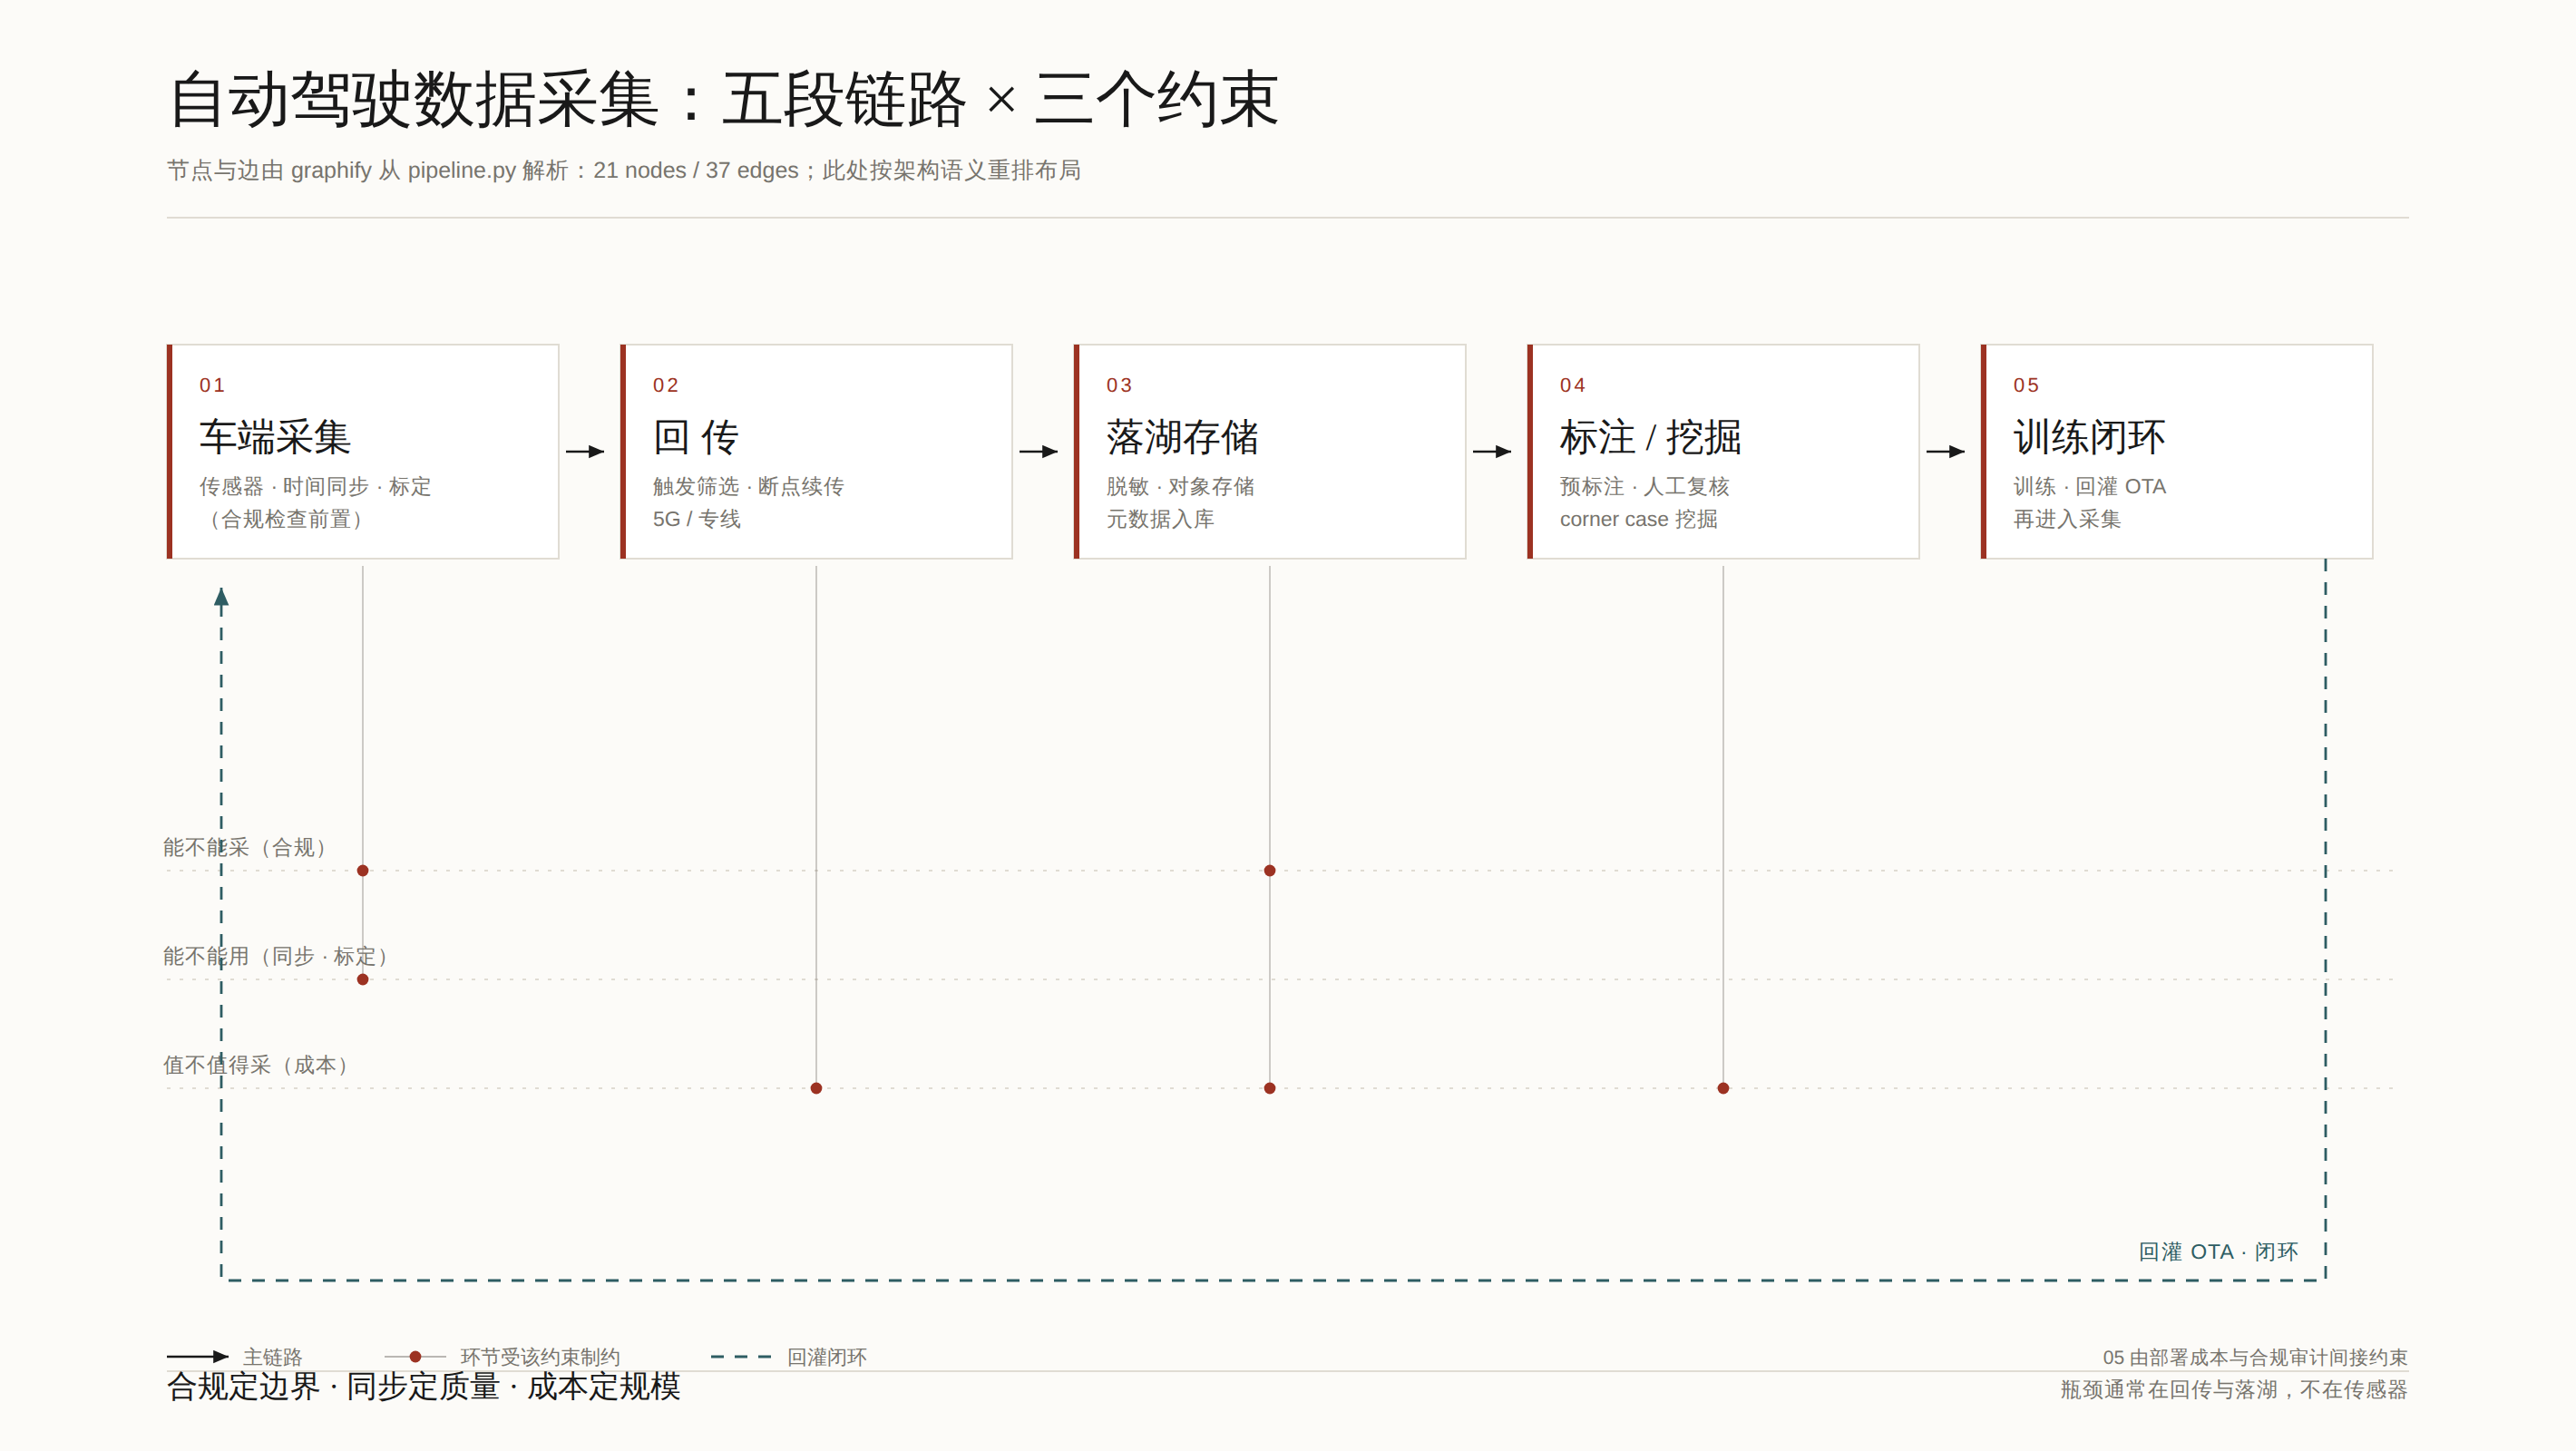 自动驾驶数据采集：五段链路 × 三个约束
节点与边由 graphify 从 pipeline.py 解析：21 nodes / 37 edges；此处按架构语义重排布局
01
车端采集
传感器 · 时间同步 · 标定
（合规检查前置）
02
回 传
触发筛选 · 断点续传
5G / 专线
03
落湖存储
脱敏 · 对象存储
元数据入库
04
标注 / 挖掘
预标注 · 人工复核
corner case 挖掘
05
训练闭环
训练 · 回灌 OTA
再进入采集
能不能采（合规）
能不能用（同步 · 标定）
值不值得采（成本）
回灌 OTA · 闭环
主链路
环节受该约束制约
回灌闭环
05 由部署成本与合规审计间接约束
合规定边界 · 同步定质量 · 成本定规模
瓶颈通常在回传与落湖，不在传感器